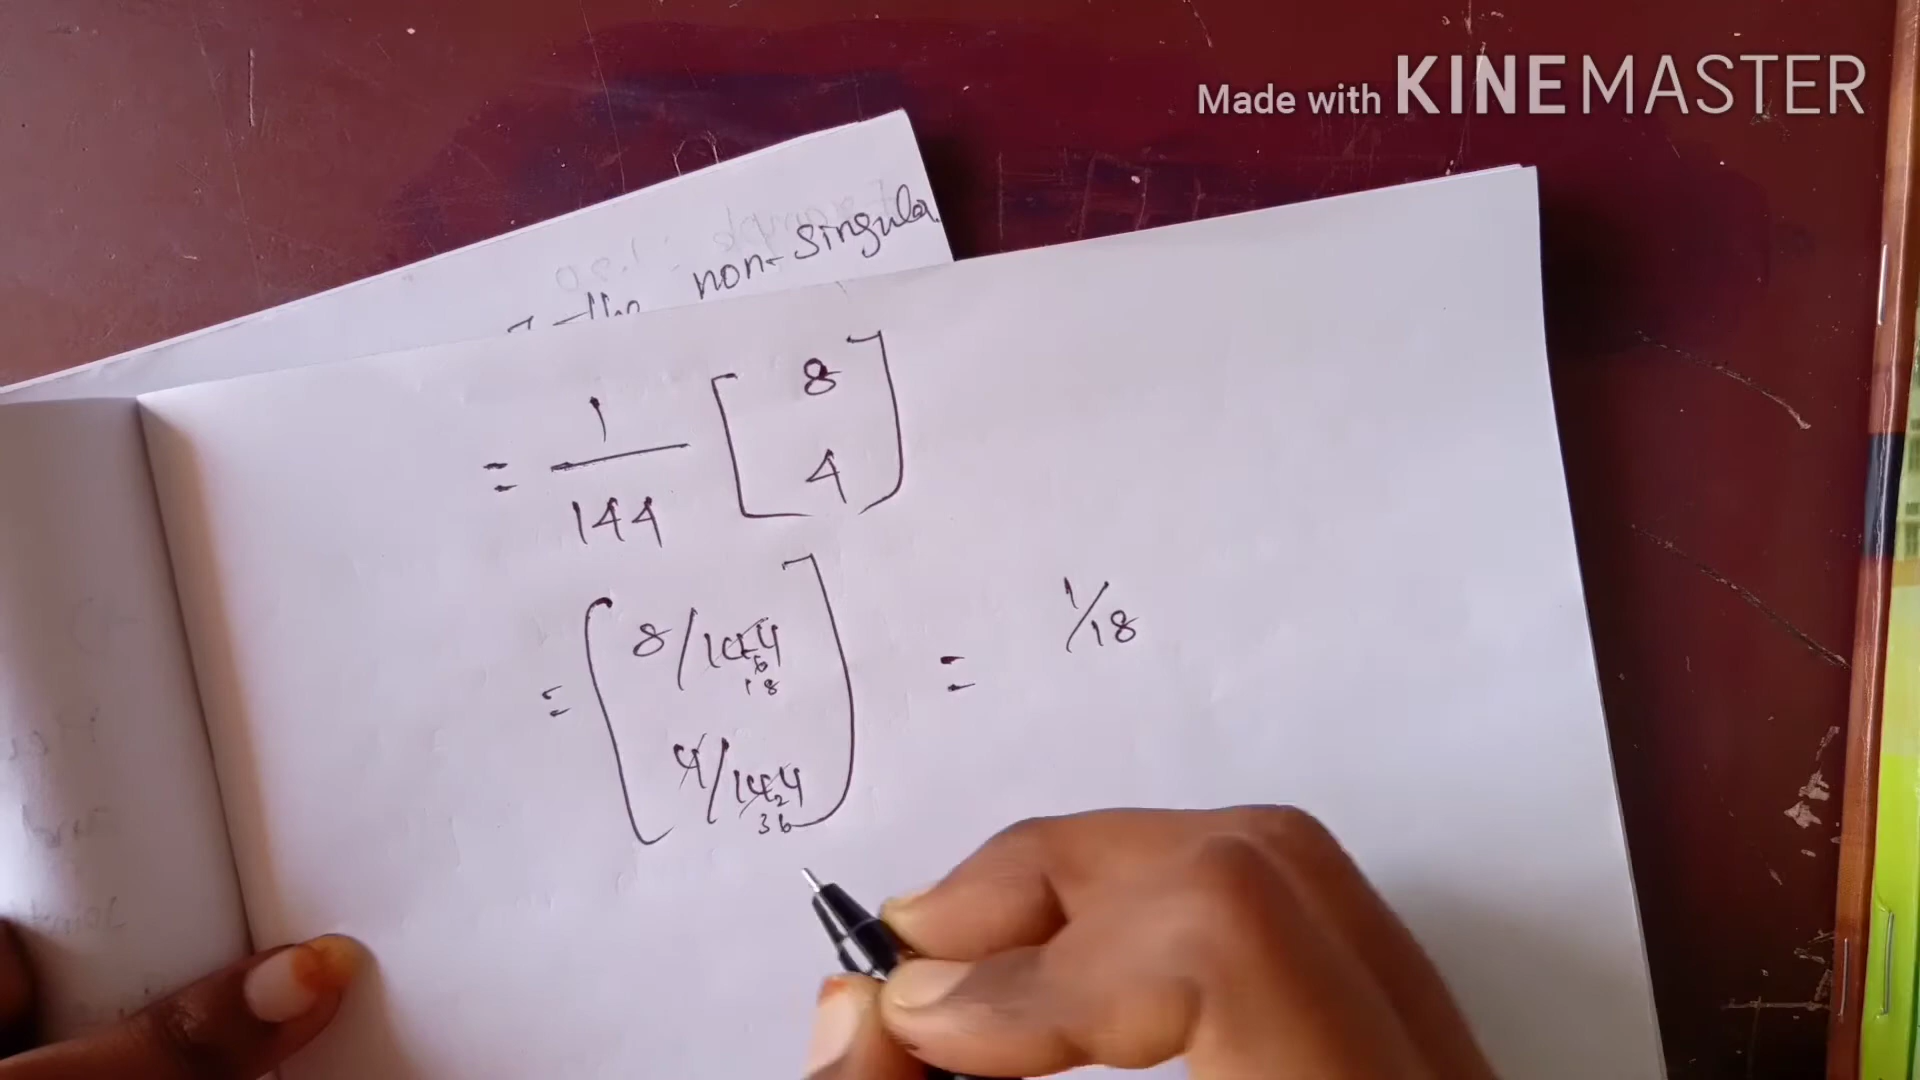 Made with KINEMASTER
non-singula
= 1/144 [ 8
4 ]
= [ 8/144
18
4/144
36 ] = 1/18